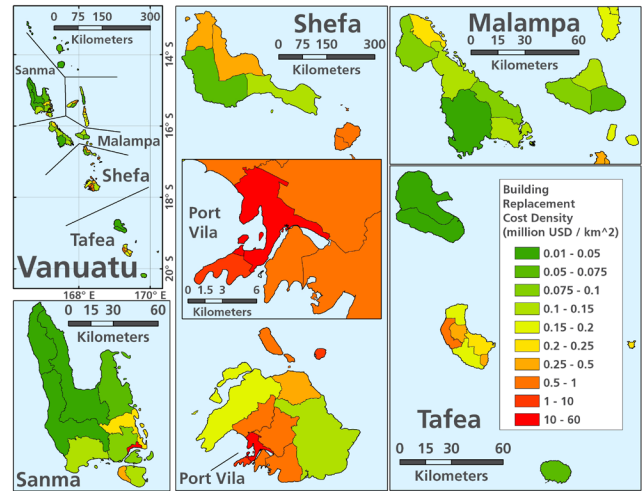 0 75 150 300
Kilometers
14° S
Sanma
16° S
Malampa
Shefa
18° S
Tafea
Vanuatu
20° S
168° E 170° E
Shefa
0 75 150 300
Kilometers
Malampa
0 15 30 60
Kilometers
Port
Vila
0 1.5 3 6
Kilometers
0 15 30 60
Kilometers
Sanma
Port Vila
Building
Replacement
Cost Density
(million USD / km^2)
0.01 - 0.05
0.05 - 0.075
0.075 - 0.1
0.1 - 0.15
0.15 - 0.2
0.2 - 0.25
0.25 - 0.5
0.5 - 1
1 - 10
10 - 60
Tafea
0 15 30 60
Kilometers